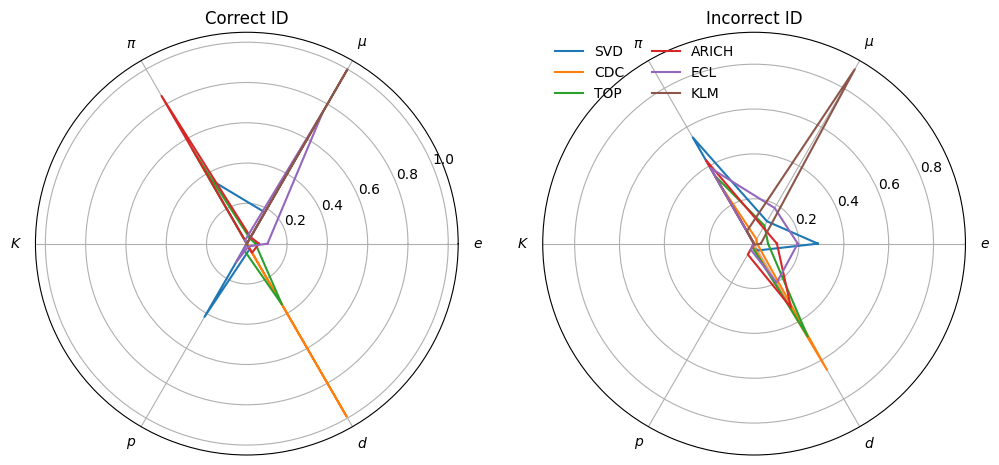 Correct ID
π
μ
1.0
0.8
0.6
0.4
0.2
K
e
p
d
Incorrect ID
π
μ
SVD
CDC
TOP
ARICH
ECL
KLM
0.8
0.6
0.4
0.2
K
e
p
d